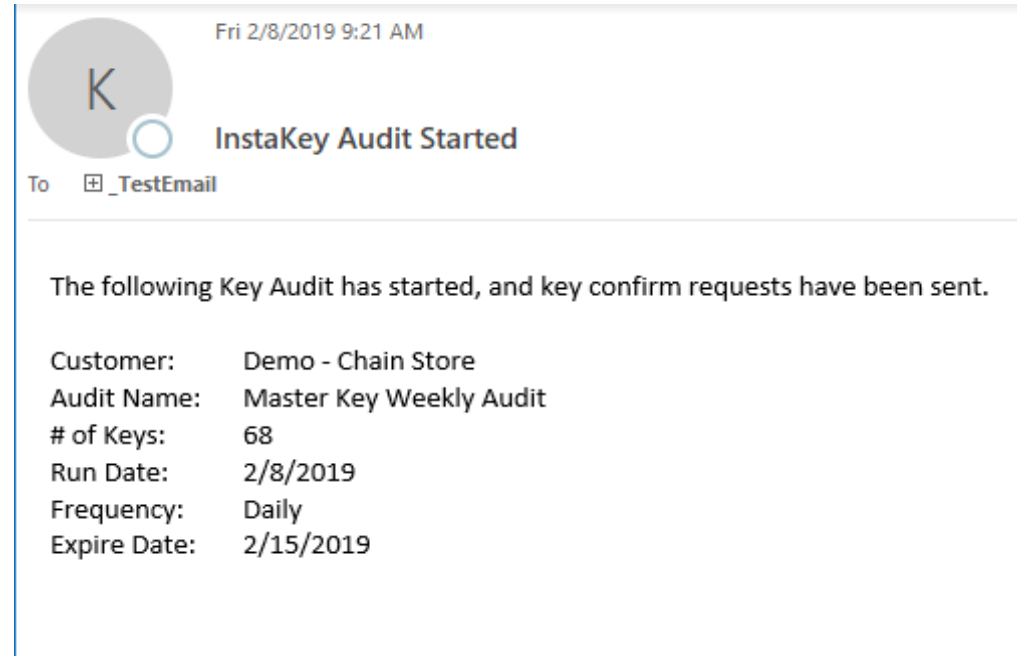 Fri 2/8/2019 9:21 AM
K
InstaKey Audit Started
To _TestEmail
The following Key Audit has started, and key confirm requests have been sent.
Customer: Demo - Chain Store
Audit Name: Master Key Weekly Audit
# of Keys: 68
Run Date: 2/8/2019
Frequency: Daily
Expire Date: 2/15/2019